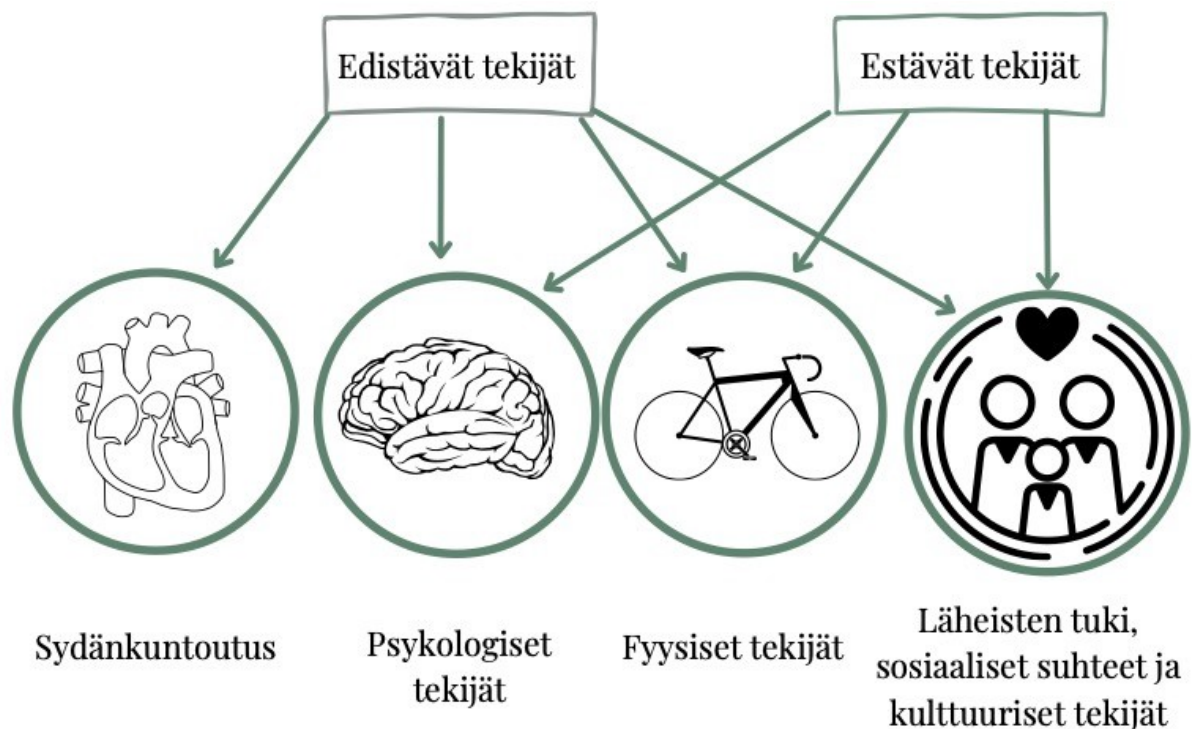 Edistävät tekijät
Estävät tekijät
Sydänkuntoutus
Psykologiset
tekijät
Fyysiset tekijät
Läheisten tuki,
sosiaaliset suhteet ja
kulttuuriset tekijät